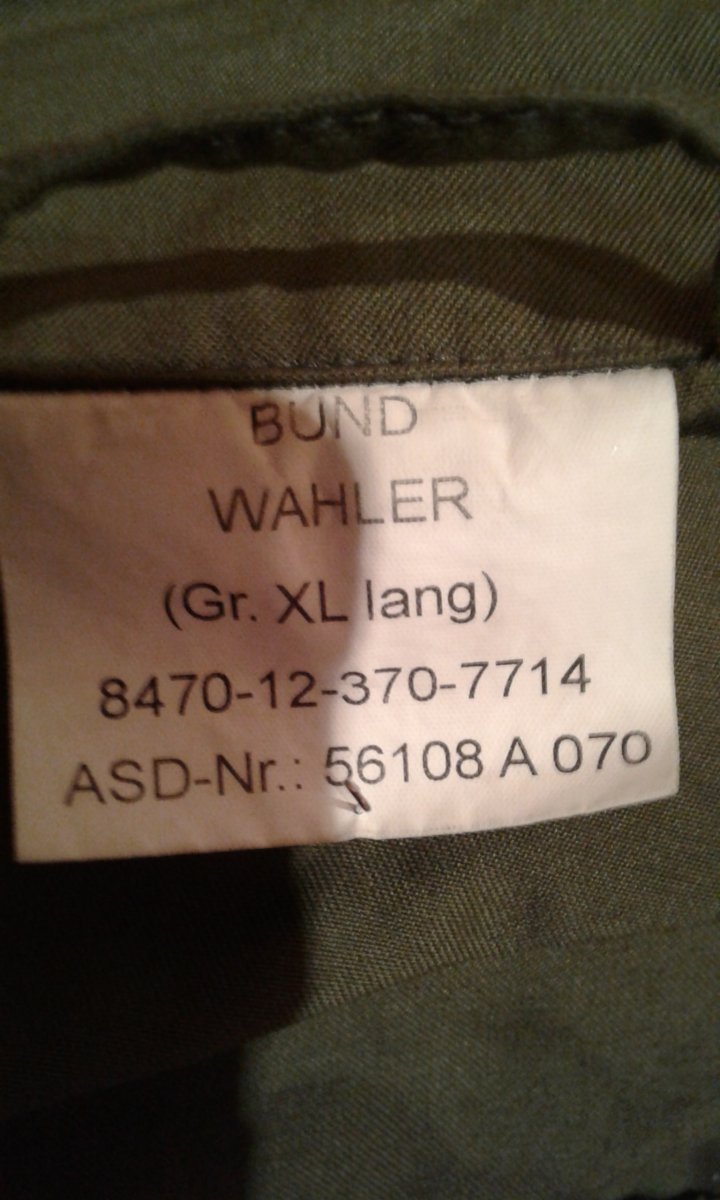 BUND
WAHLER
(Gr. XL lang)
8470-12-370-7714
ASD-Nr.: 56108 A 070